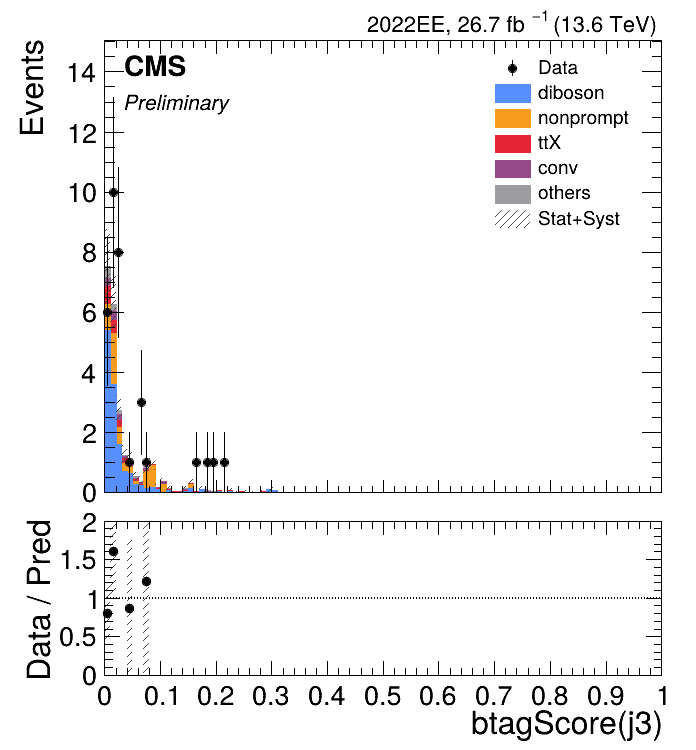 2022EE, 26.7 fb⁻¹ (13.6 TeV)
CMS
Preliminary
Events
14
12
10
8
6
4
2
0
Data
diboson
nonprompt
ttX
conv
others
Stat+Syst
Data / Pred
2
1.5
1
0.5
0
0 0.1 0.2 0.3 0.4 0.5 0.6 0.7 0.8 0.9 1
btagScore(j3)